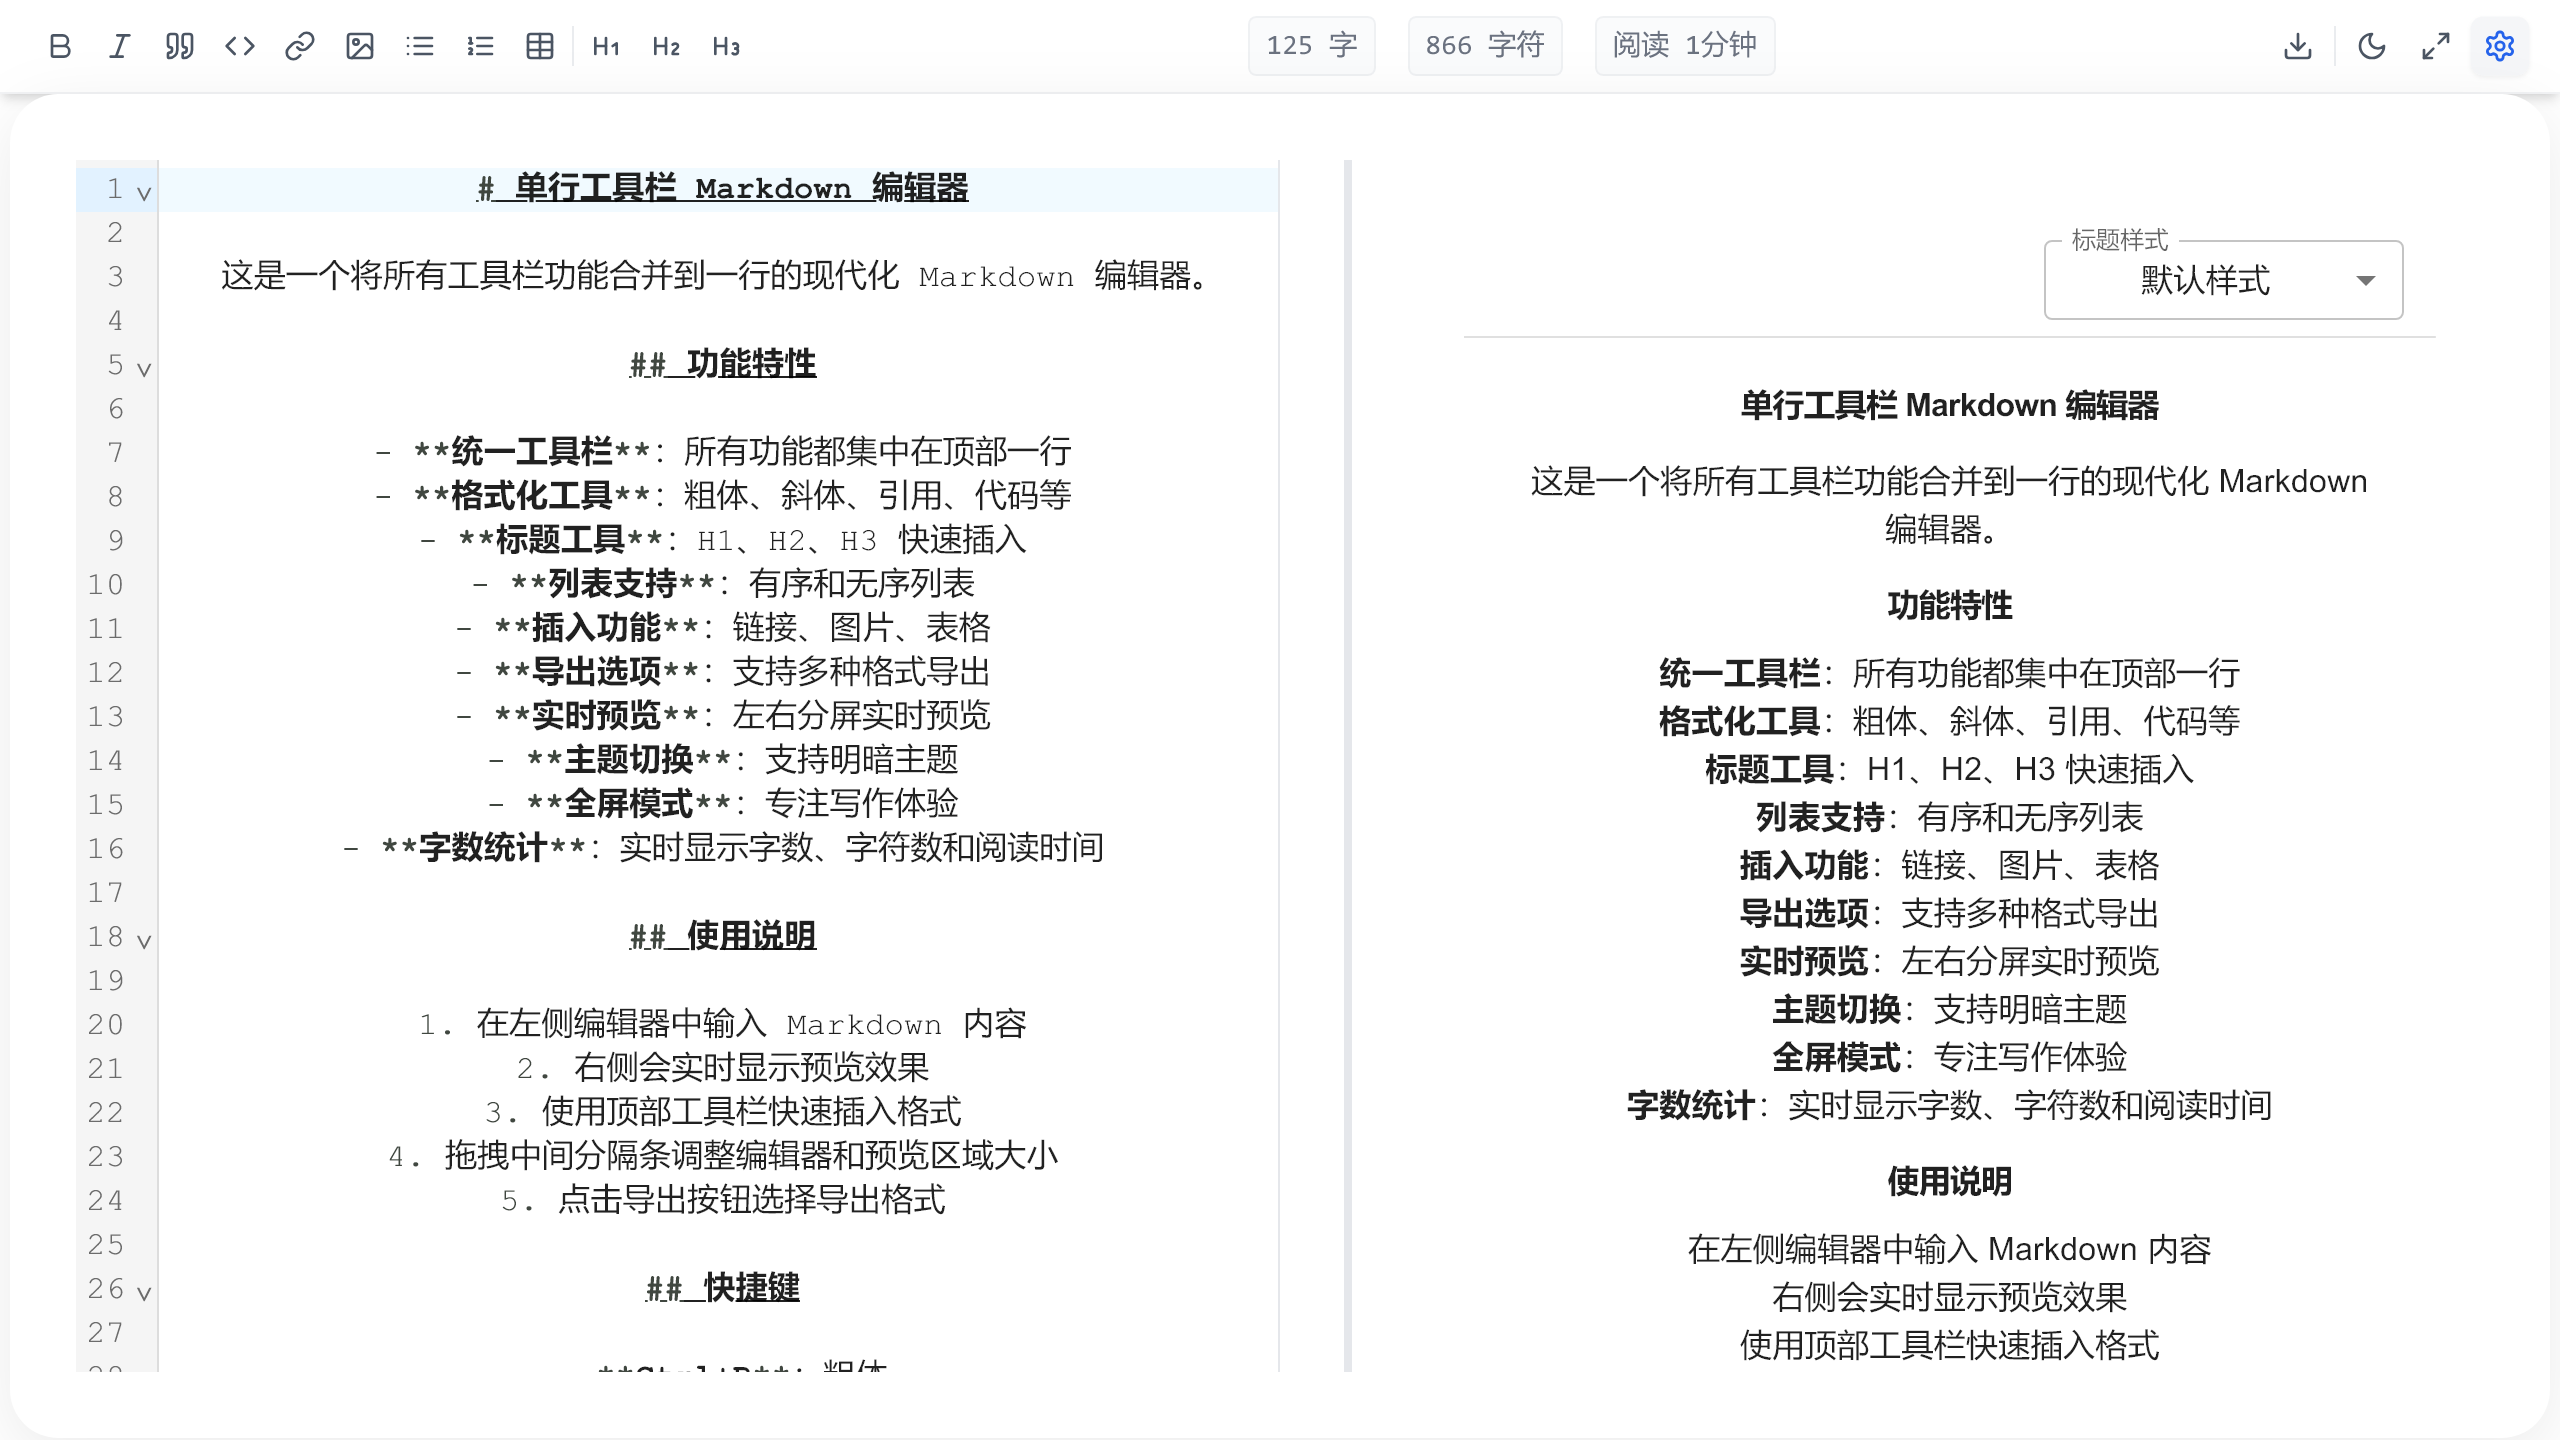 H1 H2 H3 125 字 866 字符 阅读 1分钟
1 # 单行工具栏 Markdown 编辑器
2
3 这是一个将所有工具栏功能合并到一行的现代化 Markdown 编辑器。
4
5 ## 功能特性
6
7 - **统一工具栏**: 所有功能都集中在顶部一行
8 - **格式化工具**: 粗体、斜体、引用、代码等
9 - **标题工具**: H1、H2、H3 快速插入
10 - **列表支持**: 有序和无序列表
11 - **插入功能**: 链接、图片、表格
12 - **导出选项**: 支持多种格式导出
13 - **实时预览**: 左右分屏实时预览
14 - **主题切换**: 支持明暗主题
15 - **全屏模式**: 专注写作体验
16 - **字数统计**: 实时显示字数、字符数和阅读时间
17
18 ## 使用说明
19
20 1. 在左侧编辑器中输入 Markdown 内容
21 2. 右侧会实时显示预览效果
22 3. 使用顶部工具栏快速插入格式
23 4. 拖拽中间分隔条调整编辑器和预览区域大小
24 5. 点击导出按钮选择导出格式
25
26 ## 快捷键
27
标题样式
默认样式
单行工具栏 Markdown 编辑器
这是一个将所有工具栏功能合并到一行的现代化 Markdown
编辑器。
功能特性
统一工具栏: 所有功能都集中在顶部一行
格式化工具: 粗体、斜体、引用、代码等
标题工具: H1、H2、H3 快速插入
列表支持: 有序和无序列表
插入功能: 链接、图片、表格
导出选项: 支持多种格式导出
实时预览: 左右分屏实时预览
主题切换: 支持明暗主题
全屏模式: 专注写作体验
字数统计: 实时显示字数、字符数和阅读时间
使用说明
在左侧编辑器中输入 Markdown 内容
右侧会实时显示预览效果
使用顶部工具栏快速插入格式